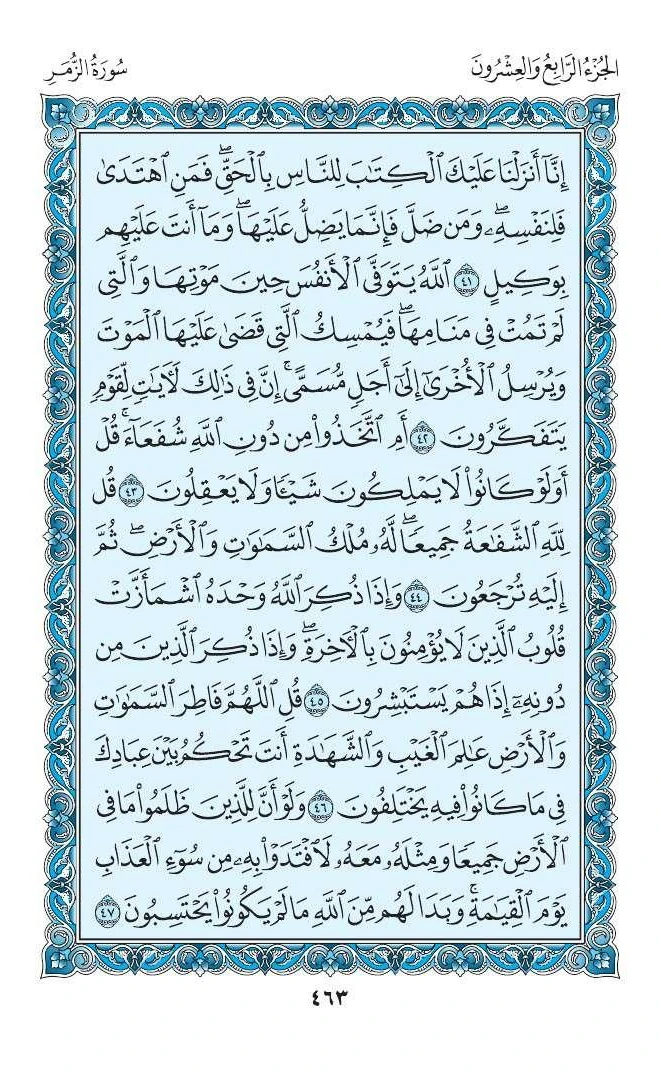 الجُزْءُ الرَّابِعُ وَالعِشْرُونَ
سُورَةُ الزُّمَرِ
إِنَّآ أَنزَلْنَا عَلَيْكَ ٱلْكِتَٰبَ لِلنَّاسِ بِٱلْحَقِّۖ فَمَنِ ٱهْتَدَىٰ
فَلِنَفْسِهِۦۖ وَمَن ضَلَّ فَإِنَّمَا يَضِلُّ عَلَيْهَاۖ وَمَآ أَنتَ عَلَيْهِم
بِوَكِيلٍ ٤١ ٱللَّهُ يَتَوَفَّى ٱلْأَنفُسَ حِينَ مَوْتِهَا وَٱلَّتِى
لَمْ تَمُتْ فِى مَنَامِهَاۖ فَيُمْسِكُ ٱلَّتِى قَضَىٰ عَلَيْهَا ٱلْمَوْتَ
وَيُرْسِلُ ٱلْأُخْرَىٰٓ إِلَىٰٓ أَجَلٍ مُّسَمًّىۚ إِنَّ فِى ذَٰلِكَ لَءَايَٰتٍ لِّقَوْمٍ
يَتَفَكَّرُونَ ٤٢ أَمِ ٱتَّخَذُوا۟ مِن دُونِ ٱللَّهِ شُفَعَآءَۚ قُلْ
أَوَلَوْ كَانُوا۟ لَا يَمْلِكُونَ شَيْـًٔا وَلَا يَعْقِلُونَ ٤٣ قُل
لِّلَّهِ ٱلشَّفَٰعَةُ جَمِيعًاۖ لَّهُۥ مُلْكُ ٱلسَّمَٰوَٰتِ وَٱلْأَرْضِۖ ثُمَّ
إِلَيْهِ تُرْجَعُونَ ٤٤ وَإِذَا ذُكِرَ ٱللَّهُ وَحْدَهُ ٱشْمَأَزَّتْ
قُلُوبُ ٱلَّذِينَ لَا يُؤْمِنُونَ بِٱلْءَاخِرَةِۖ وَإِذَا ذُكِرَ ٱلَّذِينَ مِن
دُونِهِۦٓ إِذَا هُمْ يَسْتَبْشِرُونَ ٤٥ قُلِ ٱللَّهُمَّ فَاطِرَ ٱلسَّمَٰوَٰتِ
وَٱلْأَرْضِ عَٰلِمَ ٱلْغَيْبِ وَٱلشَّهَٰدَةِ أَنتَ تَحْكُمُ بَيْنَ عِبَادِكَ
فِى مَا كَانُوا۟ فِيهِ يَخْتَلِفُونَ ٤٦ وَلَوْ أَنَّ لِلَّذِينَ ظَلَمُوا۟ مَا فِى
ٱلْأَرْضِ جَمِيعًا وَمِثْلَهُۥ مَعَهُۥ لَٱفْتَدَوْا۟ بِهِۦ مِن سُوٓءِ ٱلْعَذَابِ
يَوْمَ ٱلْقِيَٰمَةِۚ وَبَدَا لَهُم مِّنَ ٱللَّهِ مَا لَمْ يَكُونُوا۟ يَحْتَسِبُونَ ٤٧
٤٦٣